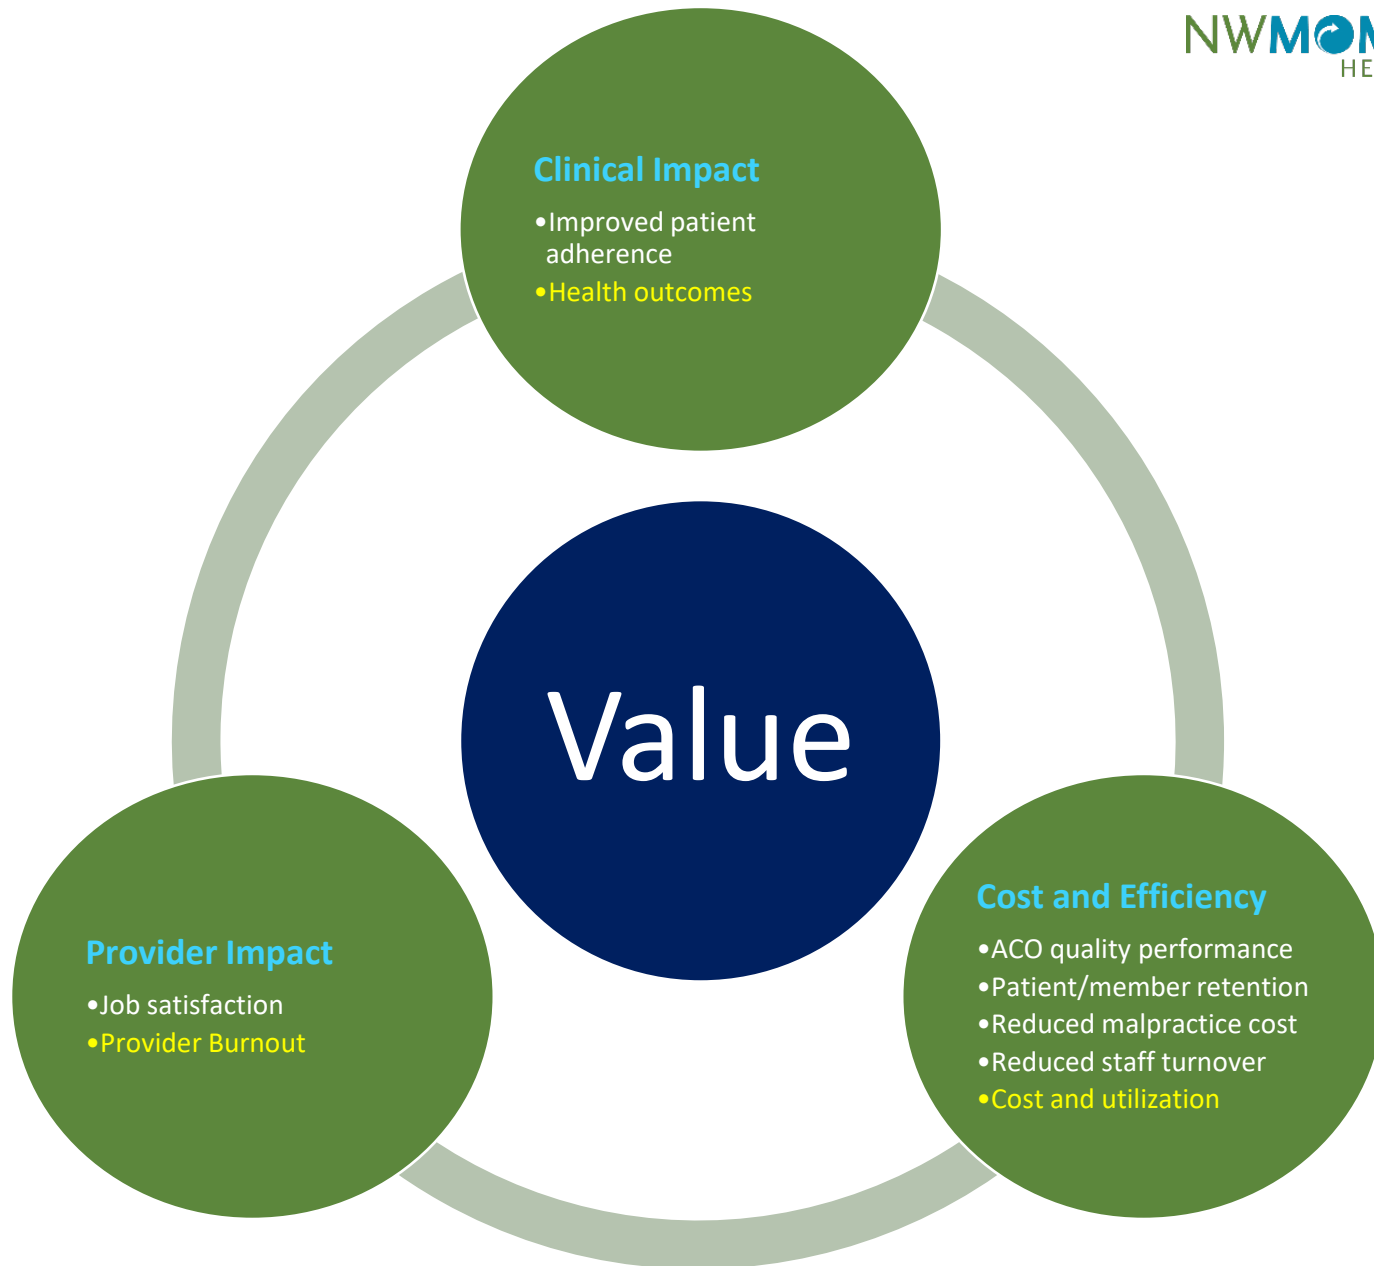 NWMOM
HE
Clinical Impact
•Improved patient
adherence
•Health outcomes
Value
Provider Impact
•Job satisfaction
•Provider Burnout
Cost and Efficiency
•ACO quality performance
•Patient/member retention
•Reduced malpractice cost
•Reduced staff turnover
•Cost and utilization